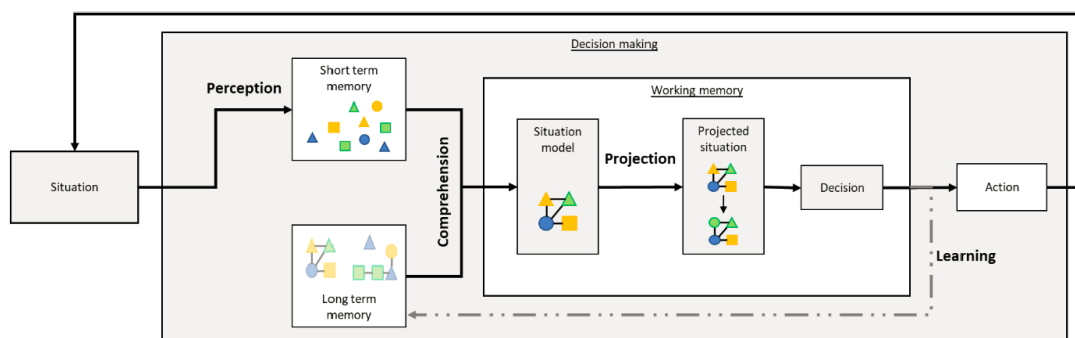 Decision making
Situation
Perception
Short term
memory
Comprehension
Long term
memory
Working memory
Situation
model
Projection
Projected
situation
Decision
Action
Learning